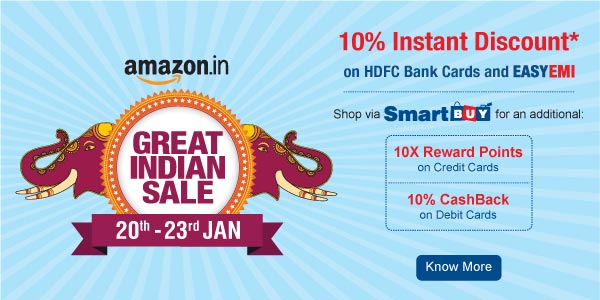 amazon.in
GREAT
INDIAN
SALE
20th - 23rd JAN
10% Instant Discount*
on HDFC Bank Cards and EASYEMI
Shop via SmartBUY for an additional:
10X Reward Points
on Credit Cards
10% CashBack
on Debit Cards
Know More